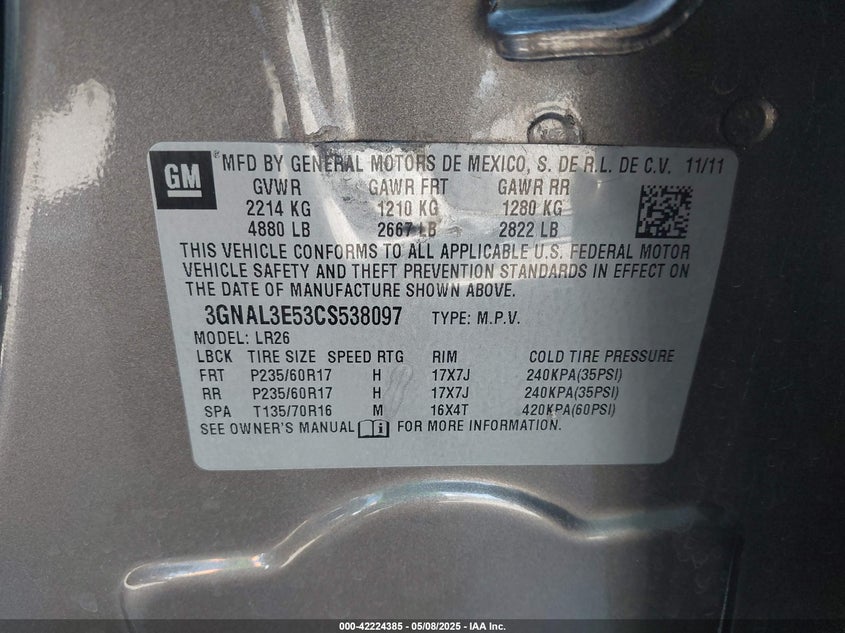 GM
® MFD BY GENERAL MOTORS DE MEXICO, S. DE R.L. DE C.V. 11/11
GVWR GAWR FRT GAWR RR
2214 KG 1210 KG 1280 KG
4880 LB 2667 LB 2822 LB
THIS VEHICLE CONFORMS TO ALL APPLICABLE U.S. FEDERAL MOTOR
VEHICLE SAFETY AND THEFT PREVENTION STANDARDS IN EFFECT ON
THE DATE OF MANUFACTURE SHOWN ABOVE.
3GNAL3E53CS538097 TYPE: M.P.V.
MODEL: LR26
LBCK TIRE SIZE SPEED RTG RIM COLD TIRE PRESSURE
FRT P235/60R17 H 17X7J 240KPA(35PSI)
RR P235/60R17 H 17X7J 240KPA(35PSI)
SPA T135/70R16 M 16X4T 420KPA(60PSI)
SEE OWNER'S MANUAL i FOR MORE INFORMATION.
000-42224385 - 05/08/2025 - IAA Inc.